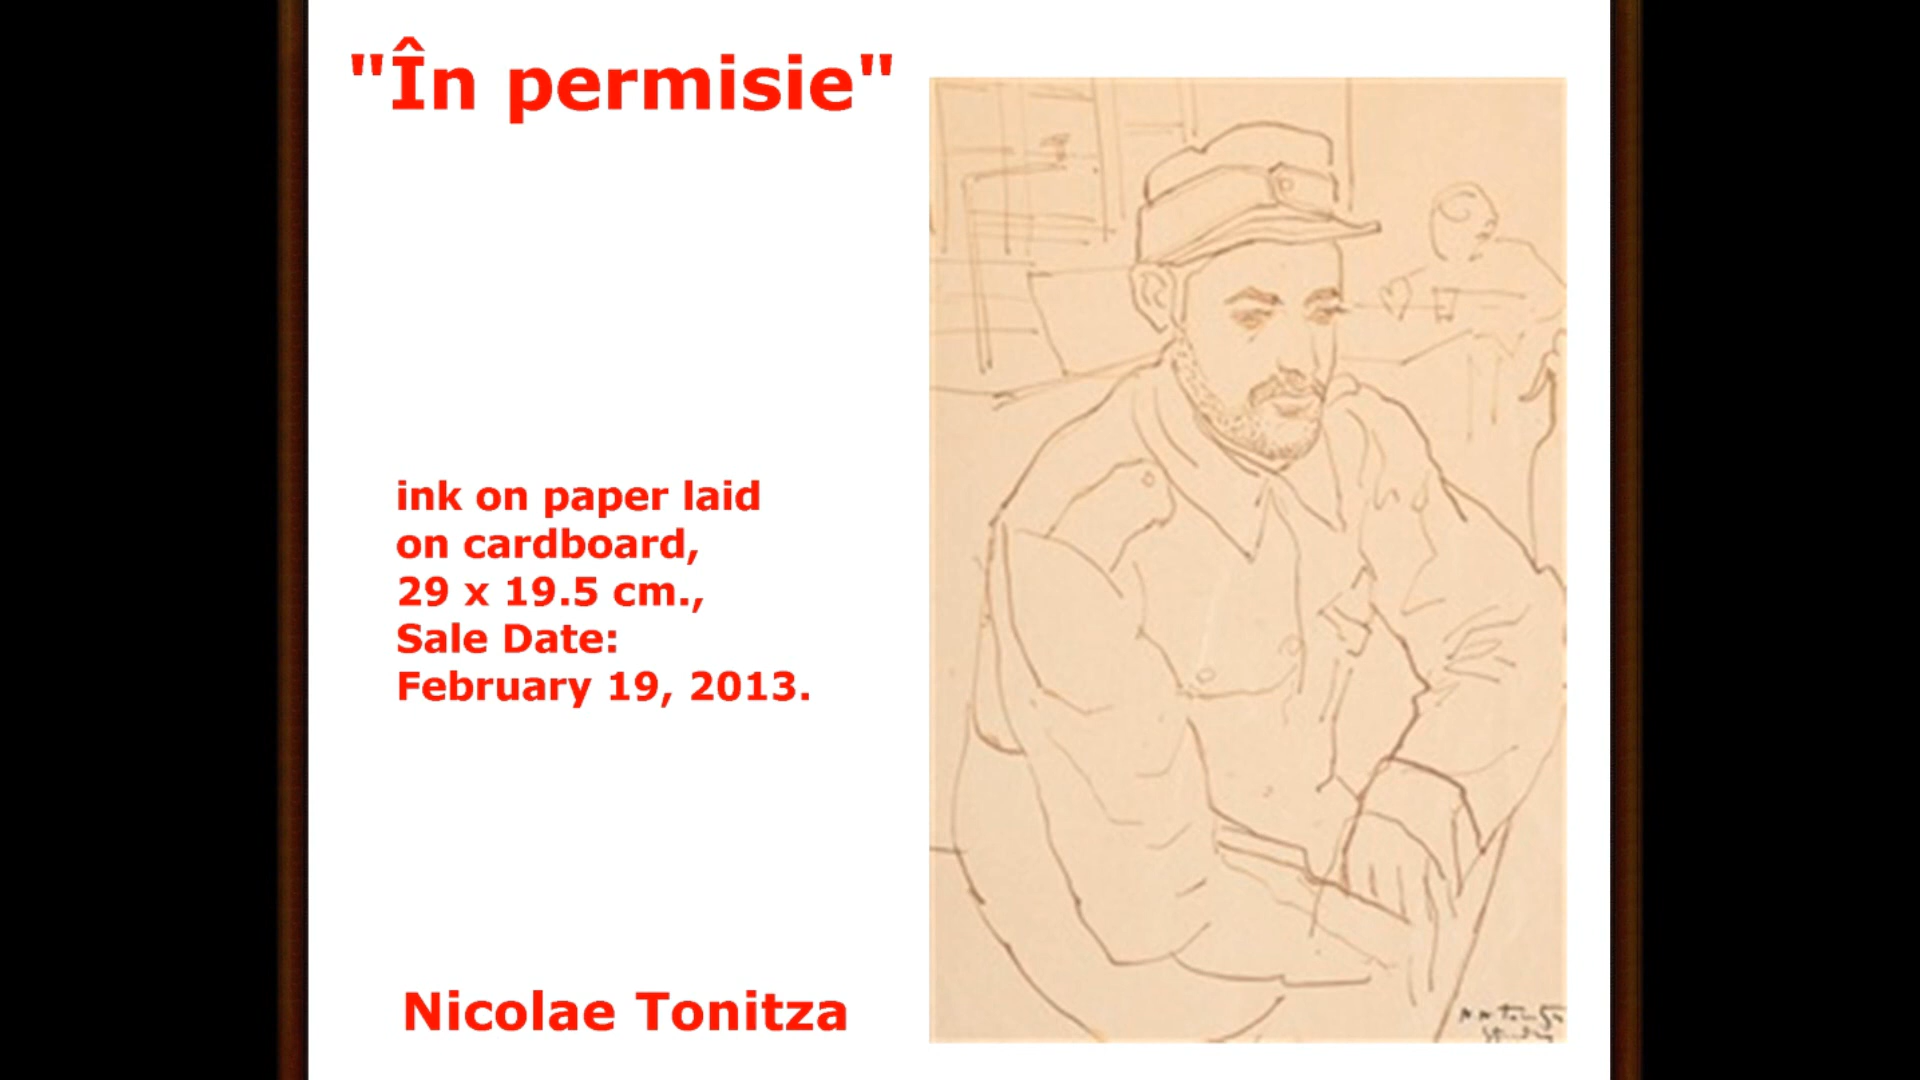 "În permisie"
ink on paper laid
on cardboard,
29 x 19.5 cm.,
Sale Date:
February 19, 2013.
Nicolae Tonitza